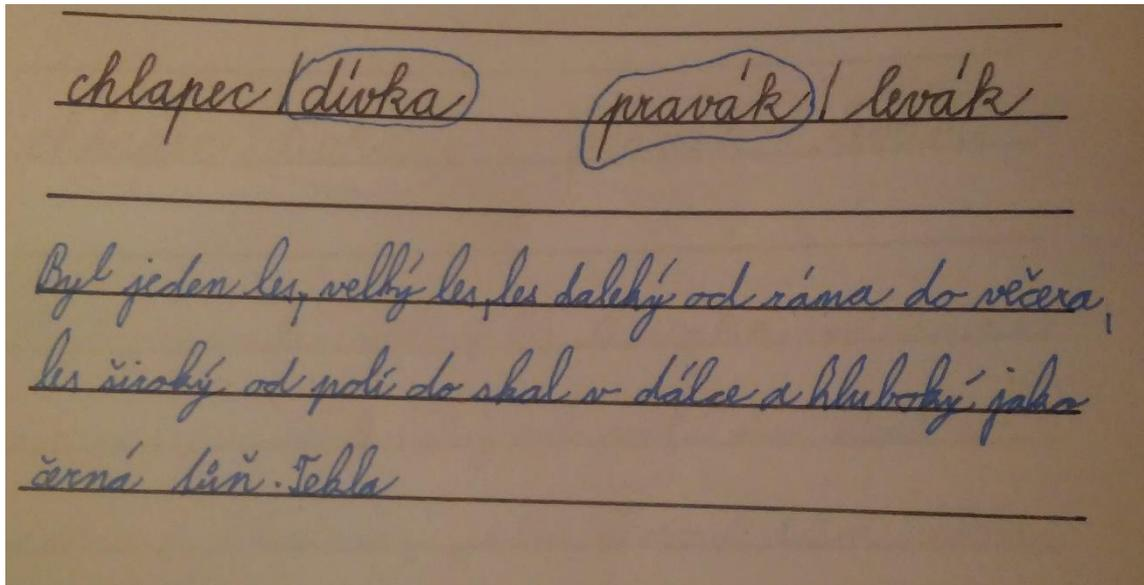 chlapec / dívka pravák / levák
Byl jeden les, velký les, les daleký od rána do večera,
les široký od polí do skal v dálce a hluboký jako
černá tůň. Tekla